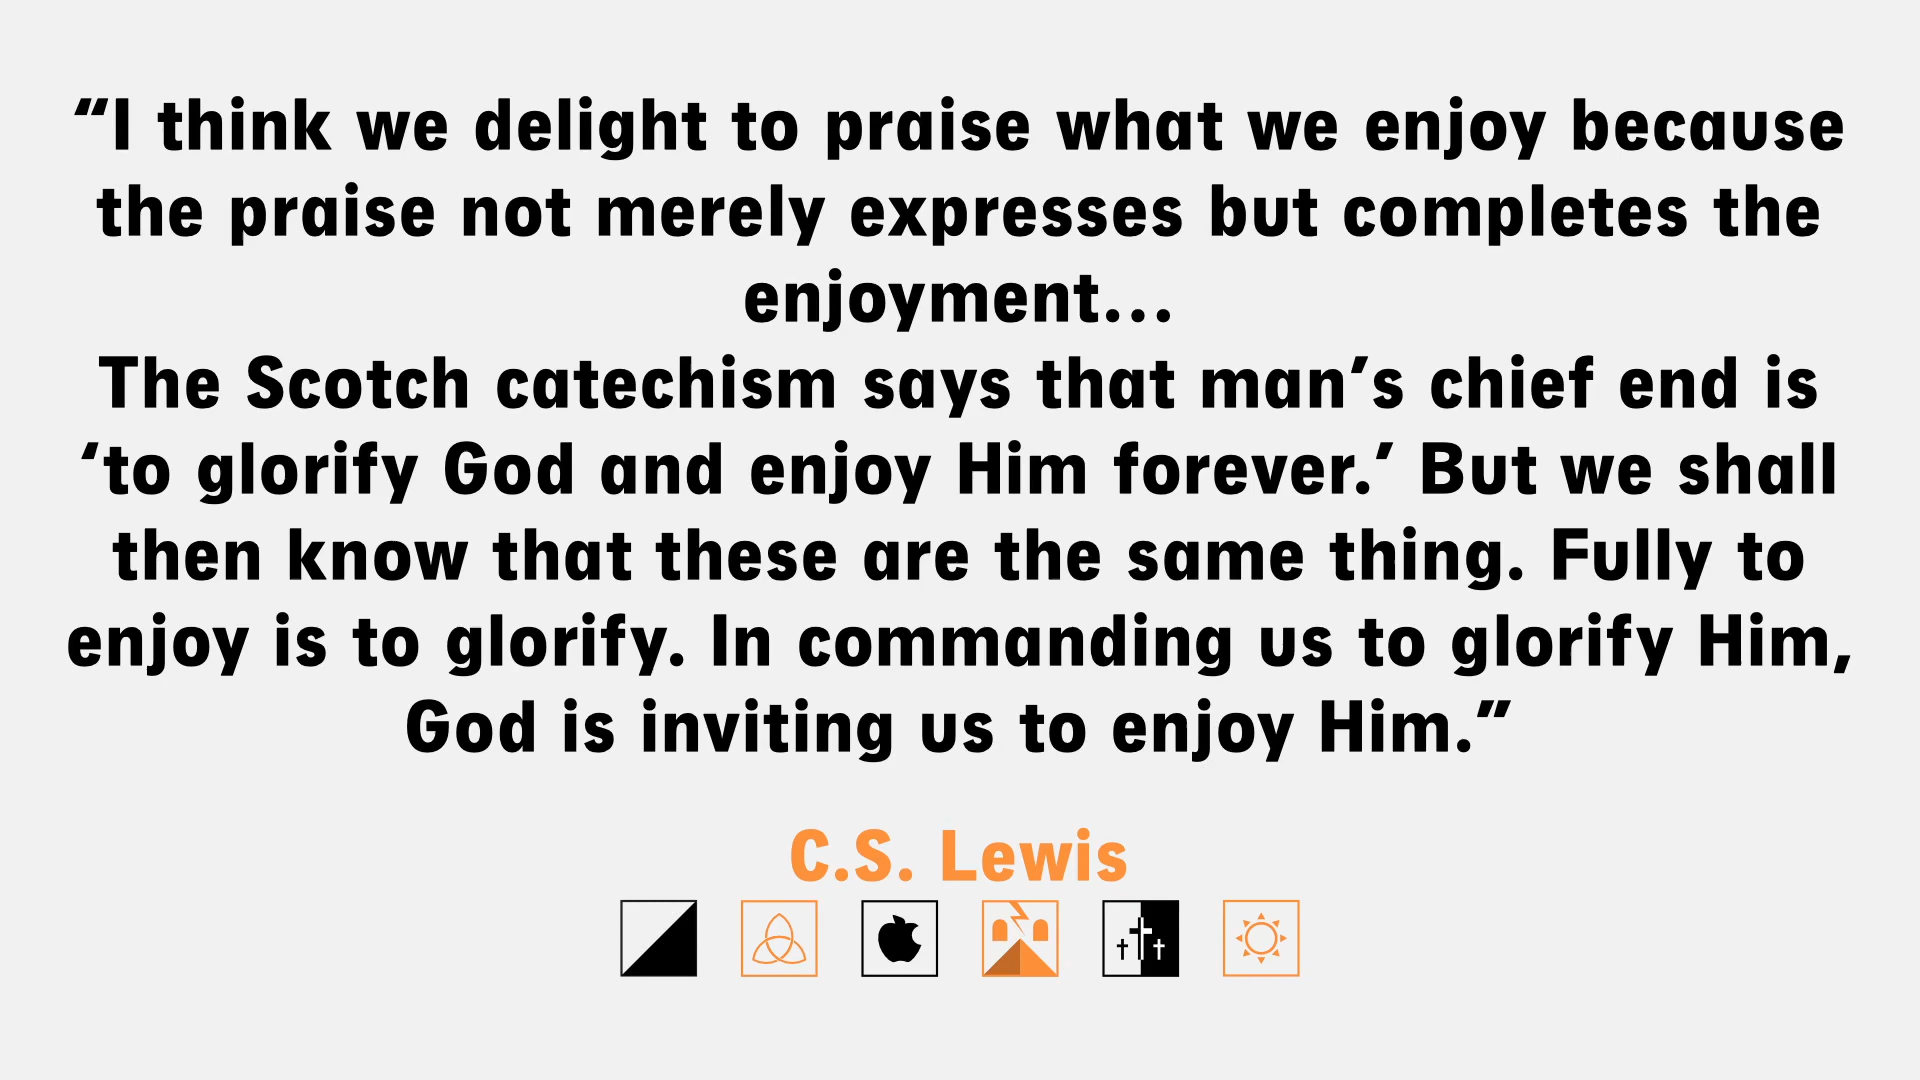 “I think we delight to praise what we enjoy because
the praise not merely expresses but completes the
enjoyment…
The Scotch catechism says that man’s chief end is
‘to glorify God and enjoy Him forever.’ But we shall
then know that these are the same thing. Fully to
enjoy is to glorify. In commanding us to glorify Him,
God is inviting us to enjoy Him.”
C.S. Lewis